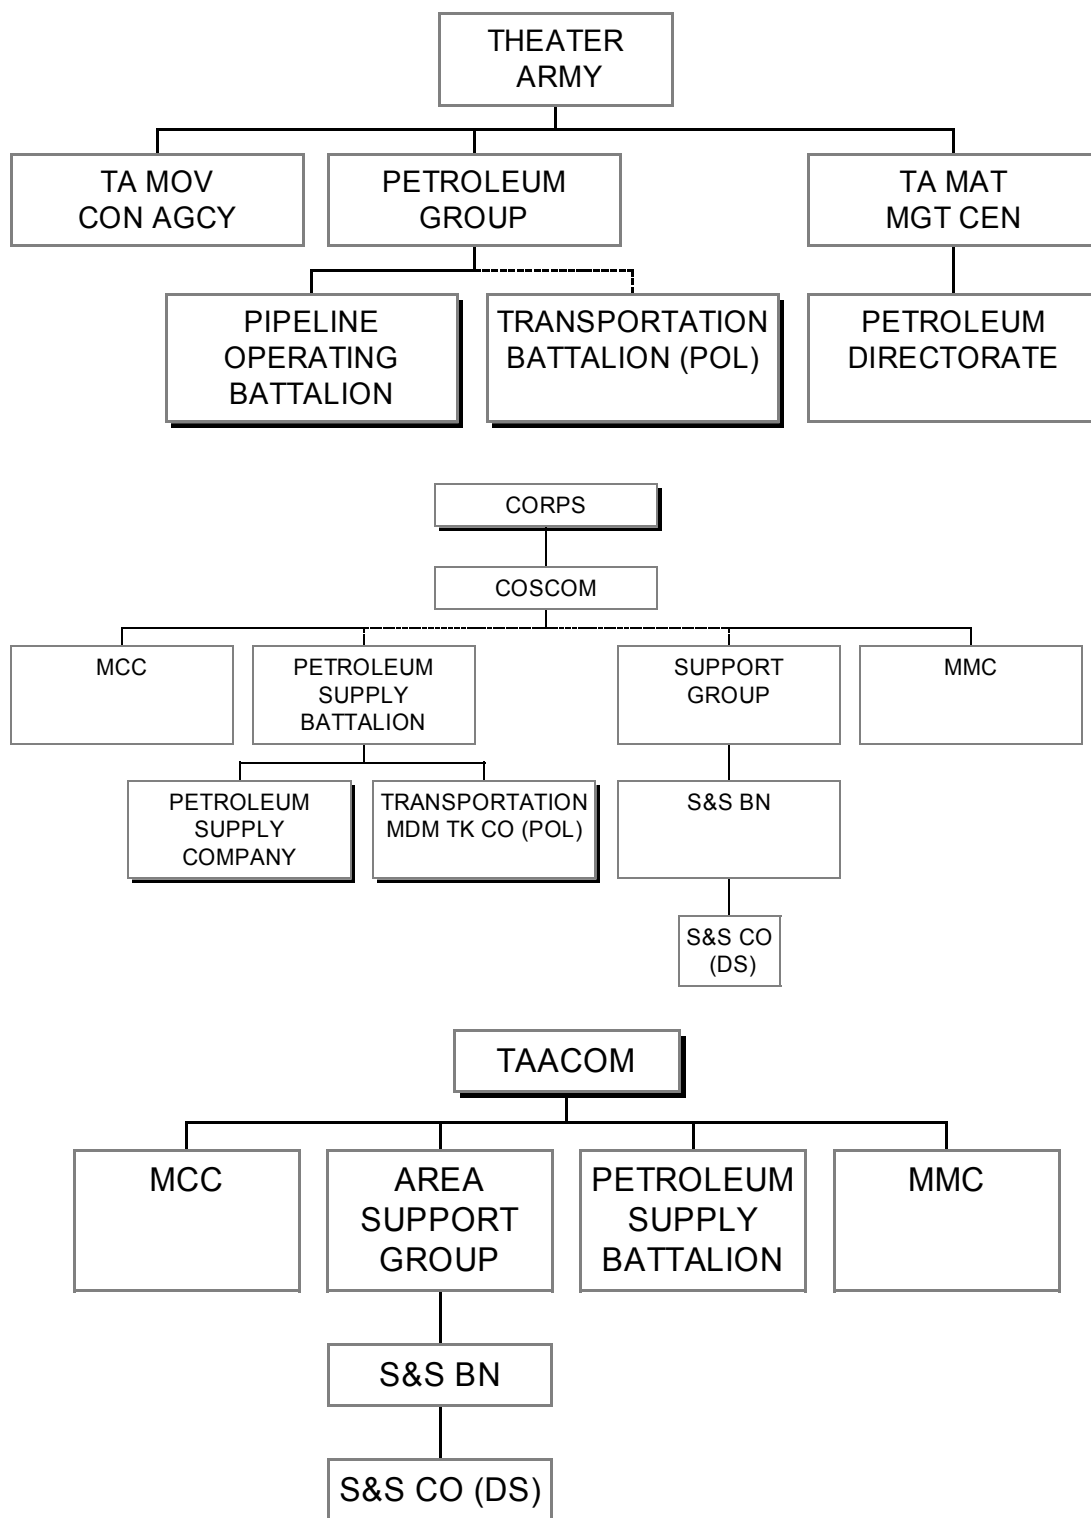 THEATER
ARMY
TA MOV
CON AGCY
PETROLEUM
GROUP
TA MAT
MGT CEN
PIPELINE
OPERATING
BATTALION
TRANSPORTATION
BATTALION (POL)
PETROLEUM
DIRECTORATE
CORPS
COSCOM
MCC
PETROLEUM
SUPPLY
BATTALION
SUPPORT
GROUP
MMC
PETROLEUM
SUPPLY
COMPANY
TRANSPORTATION
MDM TK CO (POL)
S&S BN
S&S CO
(DS)
TAACOM
MCC
AREA
SUPPORT
GROUP
PETROLEUM
SUPPLY
BATTALION
MMC
S&S BN
S&S CO (DS)